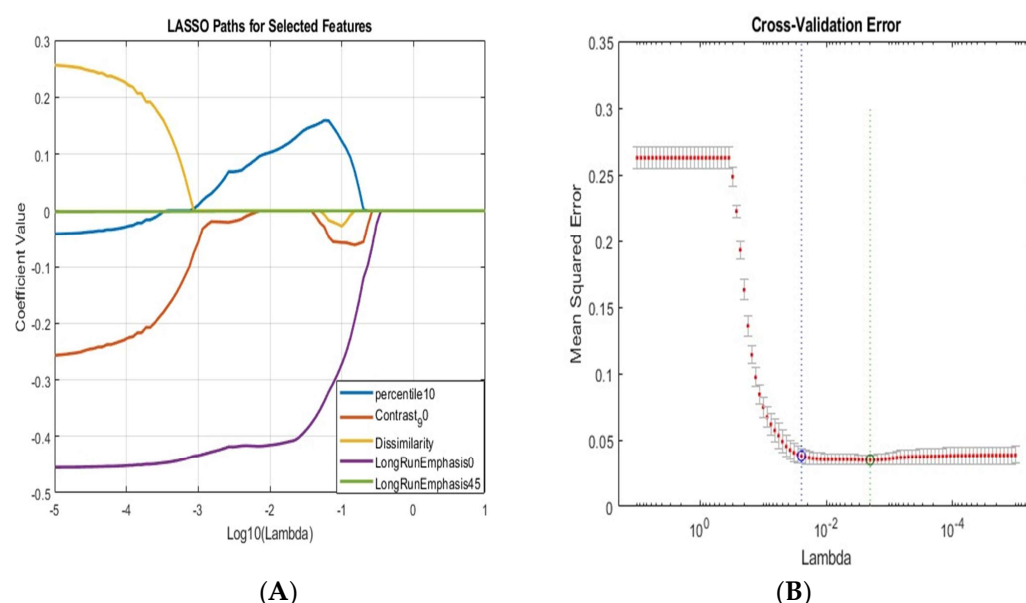 LASSO Paths for Selected Features
0.3
0.2
0.1
0
-0.1
-0.2
-0.3
-0.4
-0.5
Coefficient Value
-5 -4 -3 -2 -1 0 1
Log10(Lambda)
percentile10
Contrast_90
Dissimilarity
LongRunEmphasis0
LongRunEmphasis45
(A)
Cross-Validation Error
0.35
0.3
0.25
0.2
0.15
0.1
0.05
0
Mean Squared Error
10^0 10^-2 10^-4
Lambda
(B)